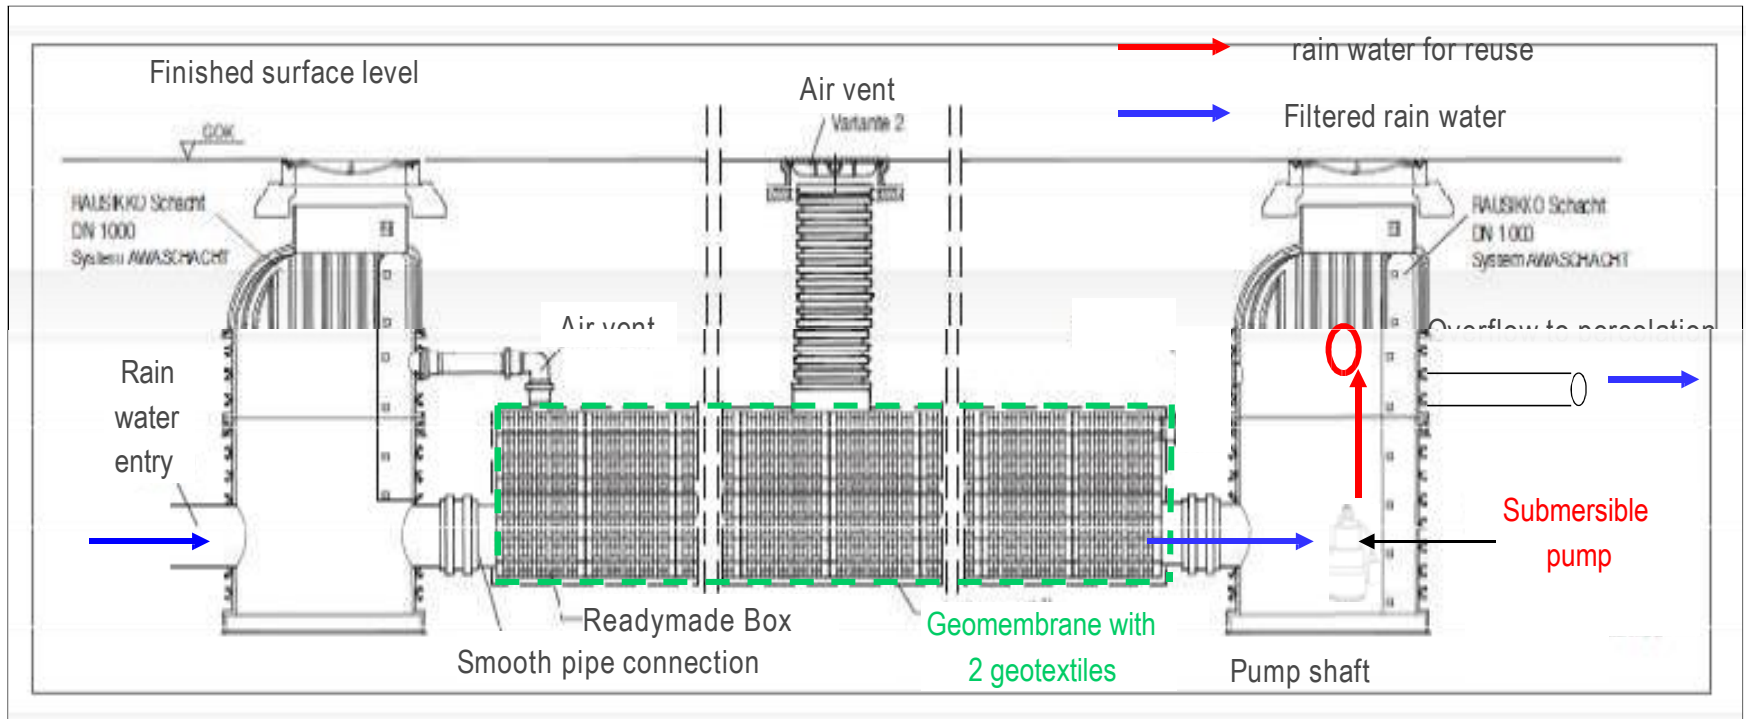 rain water for reuse
Finished surface level
Air vent
Variante 2
Filtered rain water
GOK
RAUSIKKO Schacht
DN 1000
System AWASCHACHT
RAUSIKKO Schacht
DN 1000
System AWASCHACHT
Air vent
Overflow to percolation
Rain
water
entry
Submersible
pump
Readymade Box
Smooth pipe connection
Geomembrane with
2 geotextiles
Pump shaft